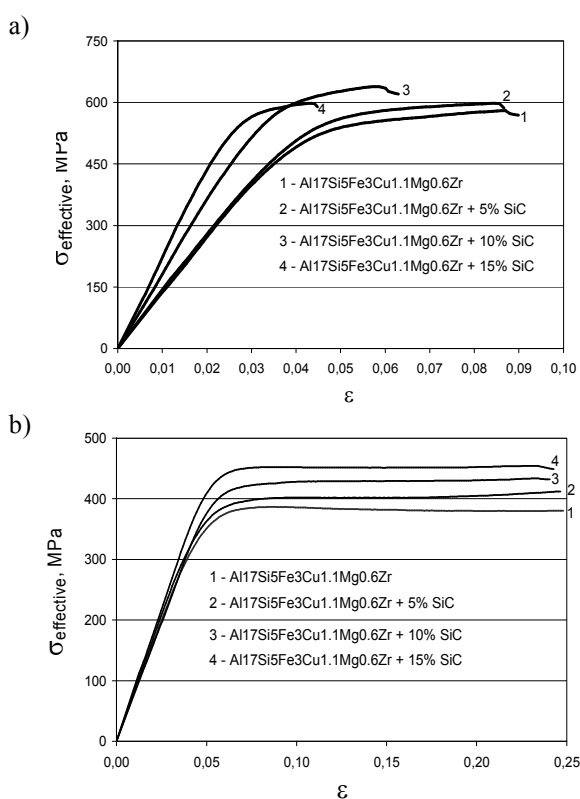 a)
750
600
450
300
150
0
σeffective, MPa
1 - Al17Si5Fe3Cu1.1Mg0.6Zr
2 - Al17Si5Fe3Cu1.1Mg0.6Zr + 5% SiC
3 - Al17Si5Fe3Cu1.1Mg0.6Zr + 10% SiC
4 - Al17Si5Fe3Cu1.1Mg0.6Zr + 15% SiC
3
4
2
1
0,00 0,01 0,02 0,03 0,04 0,05 0,06 0,07 0,08 0,09 0,10
ε
b)
500
400
300
200
100
0
σeffective, MPa
4
3
2
1
1 - Al17Si5Fe3Cu1.1Mg0.6Zr
2 - Al17Si5Fe3Cu1.1Mg0.6Zr + 5% SiC
3 - Al17Si5Fe3Cu1.1Mg0.6Zr + 10% SiC
4 - Al17Si5Fe3Cu1.1Mg0.6Zr + 15% SiC
0,00 0,05 0,10 0,15 0,20 0,25
ε